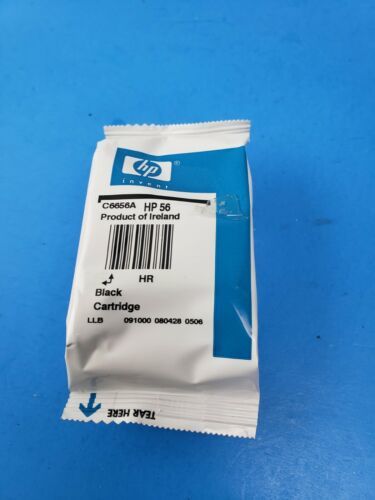 hp ®
invent
C6656A HP 56
Product of Ireland
HR
Black
Cartridge
LLB 091000 080428 0506
TEAR HERE